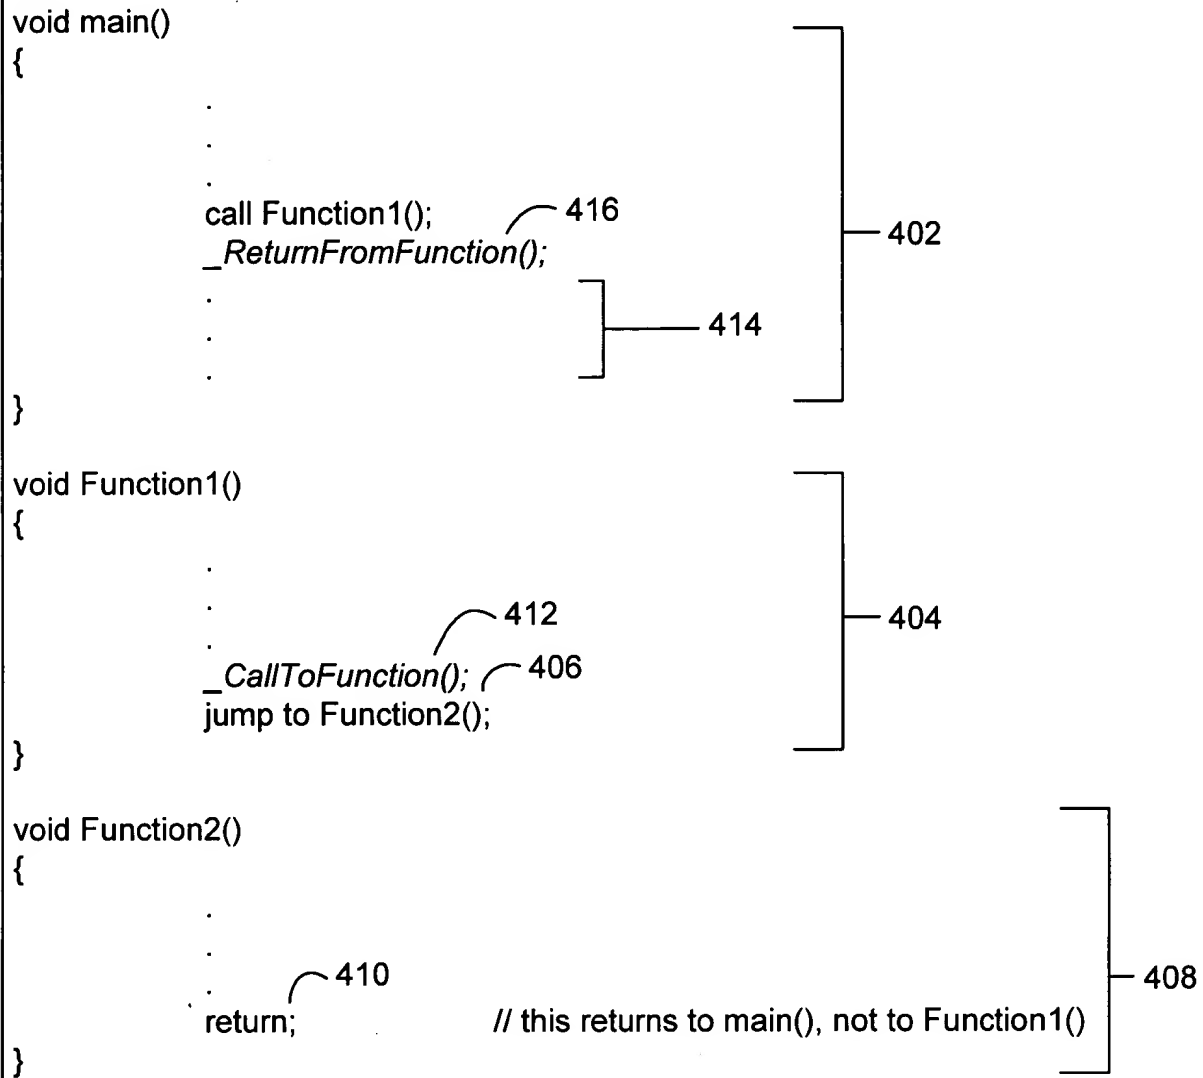 void main()
{
.
.
.
call Function1(); 416
_ReturnFromFunction(); 402
.
. 414
.
}
void Function1()
{
.
. 412 404
.
_CallToFunction(); 406
jump to Function2();
}
void Function2()
{
.
.
. 410 408
return; // this returns to main(), not to Function1()
}